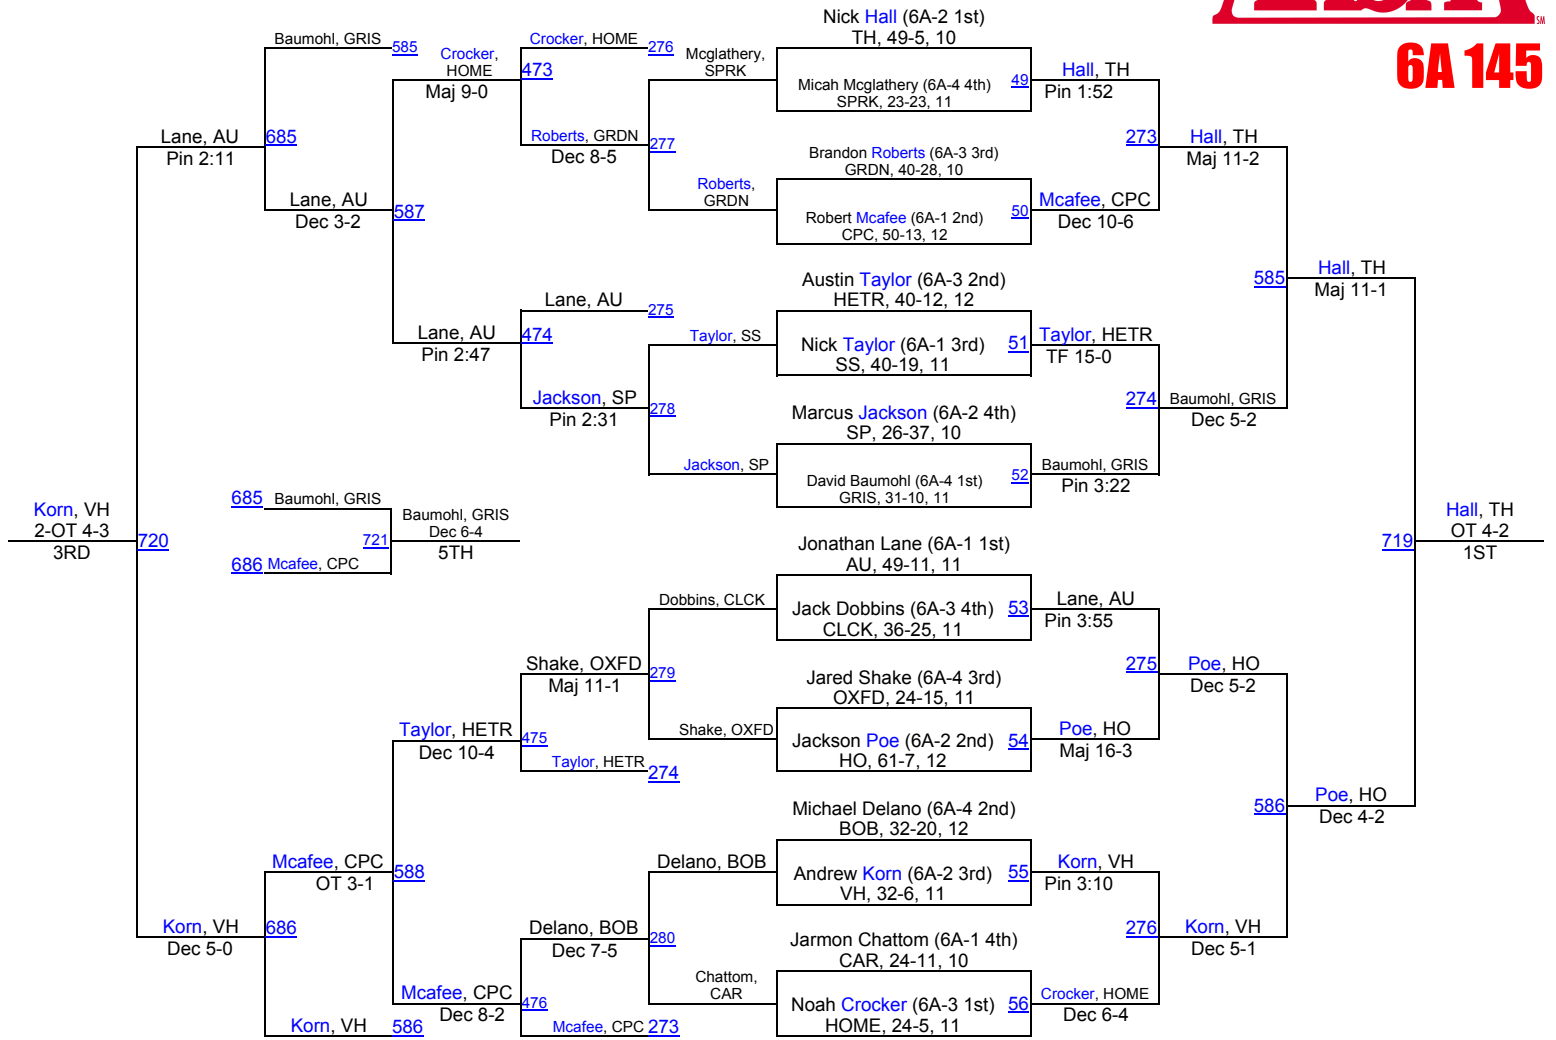 6A 145
SM
Nick Hall (6A-2 1st)
TH, 49-5, 10
Micah Mcglathery (6A-4 4th)
SPRK, 23-23, 11
49
Brandon Roberts (6A-3 3rd)
GRDN, 40-28, 10
Robert Mcafee (6A-1 2nd)
CPC, 50-13, 12
50
Austin Taylor (6A-3 2nd)
HETR, 40-12, 12
Nick Taylor (6A-1 3rd)
SS, 40-19, 11
51
Marcus Jackson (6A-2 4th)
SP, 26-37, 10
David Baumohl (6A-4 1st)
GRIS, 31-10, 11
52
Jonathan Lane (6A-1 1st)
AU, 49-11, 11
Jack Dobbins (6A-3 4th)
CLCK, 36-25, 11
53
Jared Shake (6A-4 3rd)
OXFD, 24-15, 11
Jackson Poe (6A-2 2nd)
HO, 61-7, 12
54
Michael Delano (6A-4 2nd)
BOB, 32-20, 12
Andrew Korn (6A-2 3rd)
VH, 32-6, 11
55
Jarmon Chattom (6A-1 4th)
CAR, 24-11, 10
Noah Crocker (6A-3 1st)
HOME, 24-5, 11
56
Hall, TH
Pin 1:52
273
Mcafee, CPC
Dec 10-6
Taylor, HETR
TF 15-0
274
Baumohl, GRIS
Pin 3:22
Lane, AU
Pin 3:55
275
Poe, HO
Maj 16-3
Korn, VH
Pin 3:10
276
Crocker, HOME
Dec 6-4
Hall, TH
Maj 11-2
585
Baumohl, GRIS
Dec 5-2
Poe, HO
Dec 5-2
586
Korn, VH
Dec 5-1
Hall, TH
Maj 11-1
719
Poe, HO
Dec 4-2
Hall, TH
OT 4-2
1ST
Mcglathery,
SPRK
277
Roberts,
GRDN
Taylor, SS
278
Jackson, SP
Dobbins, CLCK
279
Shake, OXFD
Delano, BOB
280
Chattom,
CAR
Crocker, HOME
276
473
Roberts, GRDN
Dec 8-5
Lane, AU
275
474
Jackson, SP
Pin 2:31
Shake, OXFD
Maj 11-1
475
Taylor, HETR
274
Delano, BOB
Dec 7-5
476
Mcafee, CPC
273
Crocker,
HOME
Maj 9-0
587
Lane, AU
Pin 2:47
Taylor, HETR
Dec 10-4
588
Mcafee, CPC
Dec 8-2
Baumohl, GRIS
585
685
Lane, AU
Dec 3-2
Mcafee, CPC
OT 3-1
686
Korn, VH
586
Lane, AU
Pin 2:11
720
Korn, VH
Dec 5-0
Korn, VH
2-OT 4-3
3RD
685
Baumohl, GRIS
721
686
Mcafee, CPC
Baumohl, GRIS
Dec 6-4
5TH